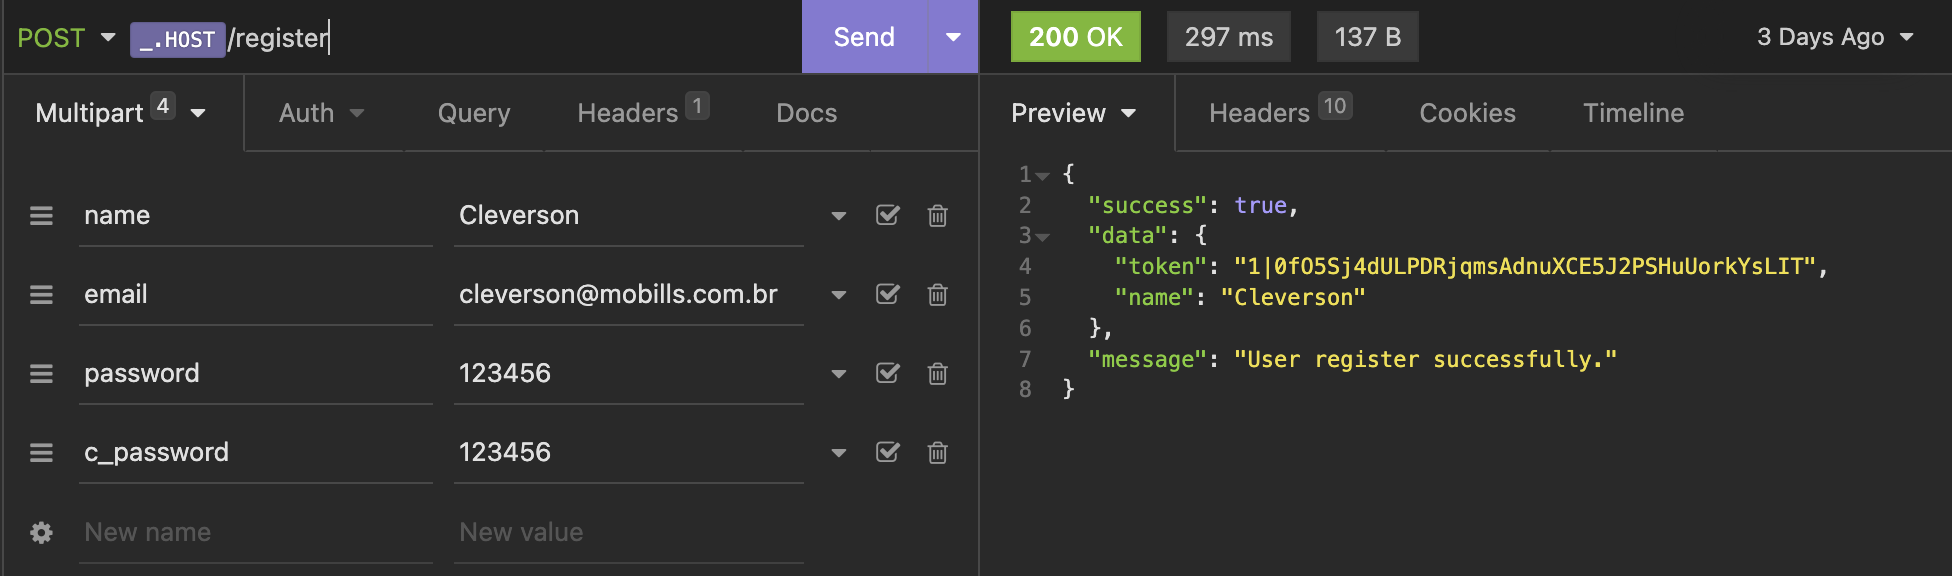 POST _.HOST /register Send
200 OK 297 ms 137 B 3 Days Ago
Multipart 4 Auth Query Headers 1 Docs
name Cleverson
email cleverson@mobills.com.br
password 123456
c_password 123456
New name New value
Preview Headers 10 Cookies Timeline
1 {
2 "success": true,
3 "data": {
4 "token": "1|0fO5Sj4dULPDRjqmsAdnuXCE5J2PSHuUorkYsLIT",
5 "name": "Cleverson"
6 },
7 "message": "User register successfully."
8 }